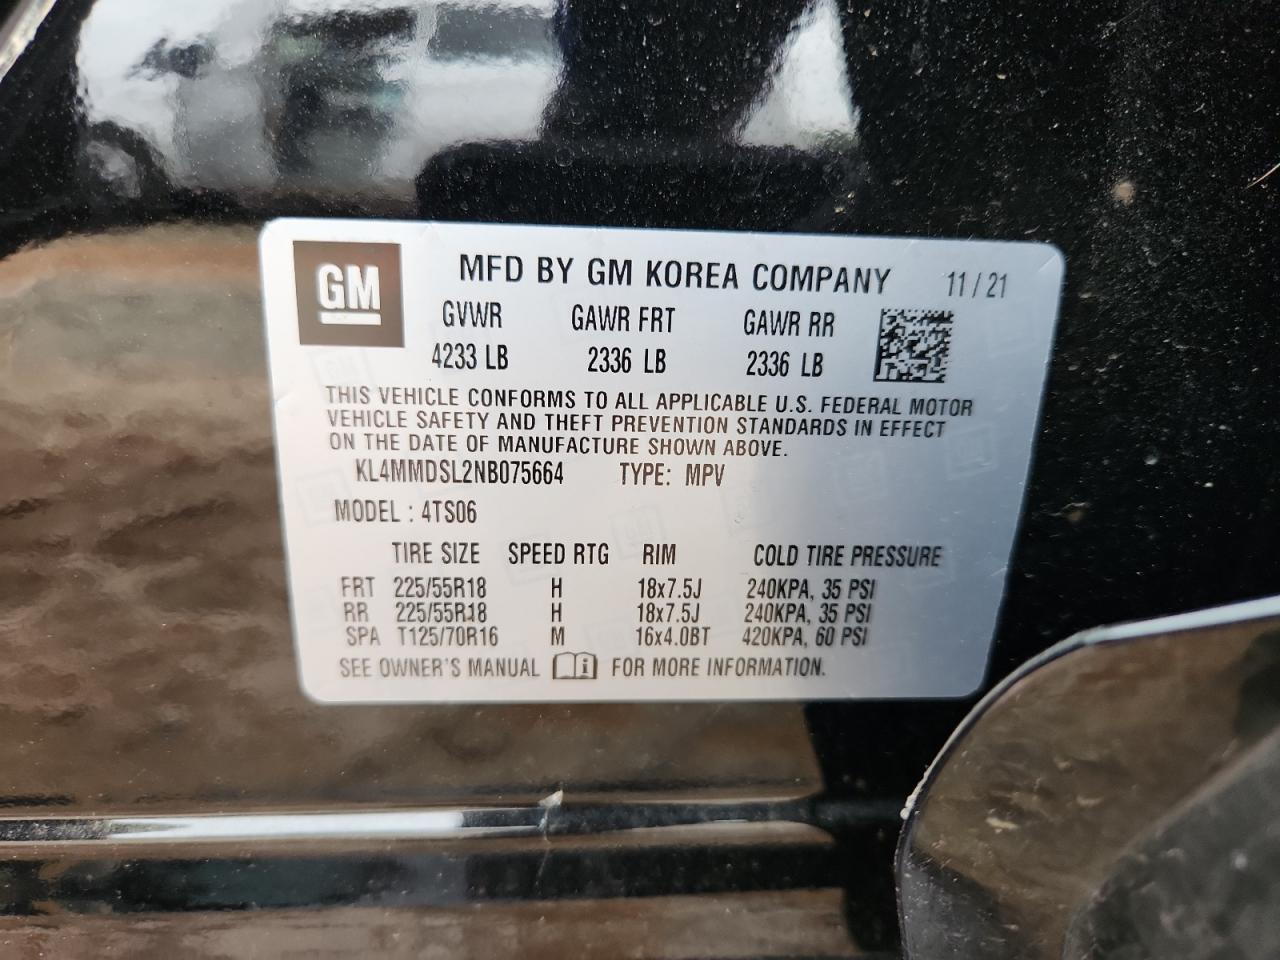 GM
MFD BY GM KOREA COMPANY 11/21
GVWR GAWR FRT GAWR RR
4233 LB 2336 LB 2336 LB
THIS VEHICLE CONFORMS TO ALL APPLICABLE U.S. FEDERAL MOTOR
VEHICLE SAFETY AND THEFT PREVENTION STANDARDS IN EFFECT
ON THE DATE OF MANUFACTURE SHOWN ABOVE.
KL4MMDSL2NB075664 TYPE: MPV
MODEL : 4TS06
TIRE SIZE SPEED RTG RIM COLD TIRE PRESSURE
FRT 225/55R18 H 18x7.5J 240KPA, 35 PSI
RR 225/55R18 H 18x7.5J 240KPA, 35 PSI
SPA T125/70R16 M 16x4.0BT 420KPA, 60 PSI
SEE OWNER'S MANUAL i FOR MORE INFORMATION.